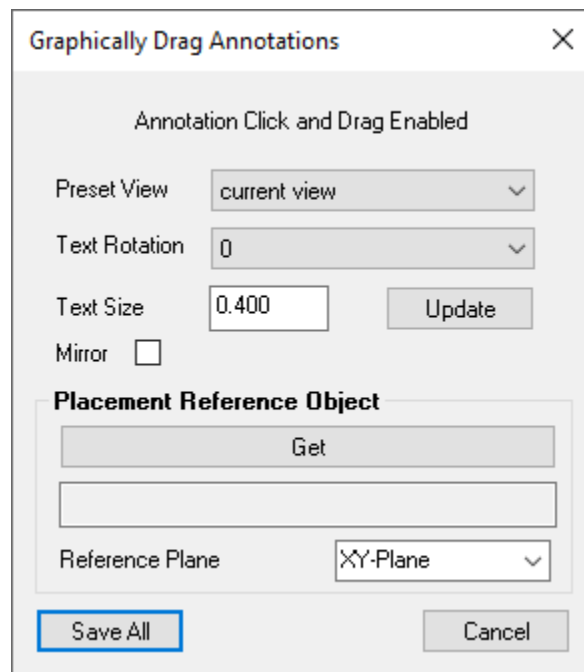 Graphically Drag Annotations
Annotation Click and Drag Enabled
Preset View current view
Text Rotation 0
Text Size 0.400 Update
Mirror
Placement Reference Object
Get
Reference Plane XY-Plane
Save All Cancel